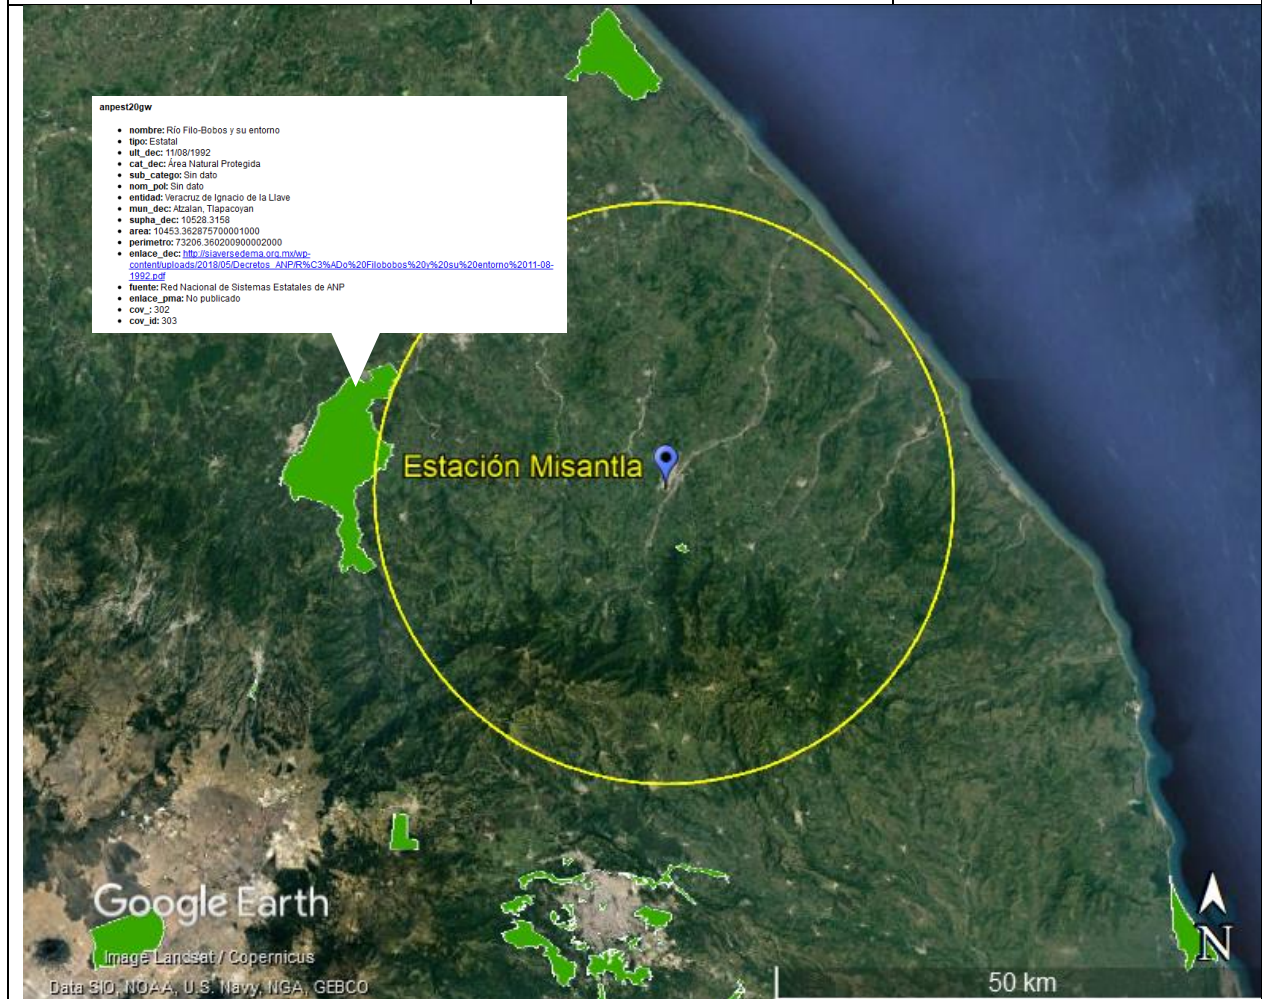 anpest20gw
• nombre: Río Filo-Bobos y su entorno
• tipo: Estatal
• ult_dec: 11/08/1992
• cat_dec: Área Natural Protegida
• sub_catego: Sin dato
• nom_pol: Sin dato
• entidad: Veracruz de Ignacio de la Llave
• mun_dec: Atzalan, Tlapacoyan
• supha_dec: 10528.3158
• area: 10453.362875700001000
• perimetro: 73206.360200900002000
• enlace_dec: http://siaversedema.org.mx/wp-
content/uploads/2018/05/Decretos_ANP/R%C3%ADo%20Filobobos%20y%20su%20entorno%2011-08-
1992.pdf
• fuente: Red Nacional de Sistemas Estatales de ANP
• enlace_pma: No publicado
• cov_: 302
• cov_id: 303
Estación Misantla
Google Earth
Image Landsat / Copernicus
Data SIO, NOAA, U.S. Navy, NGA, GEBCO
50 km
N